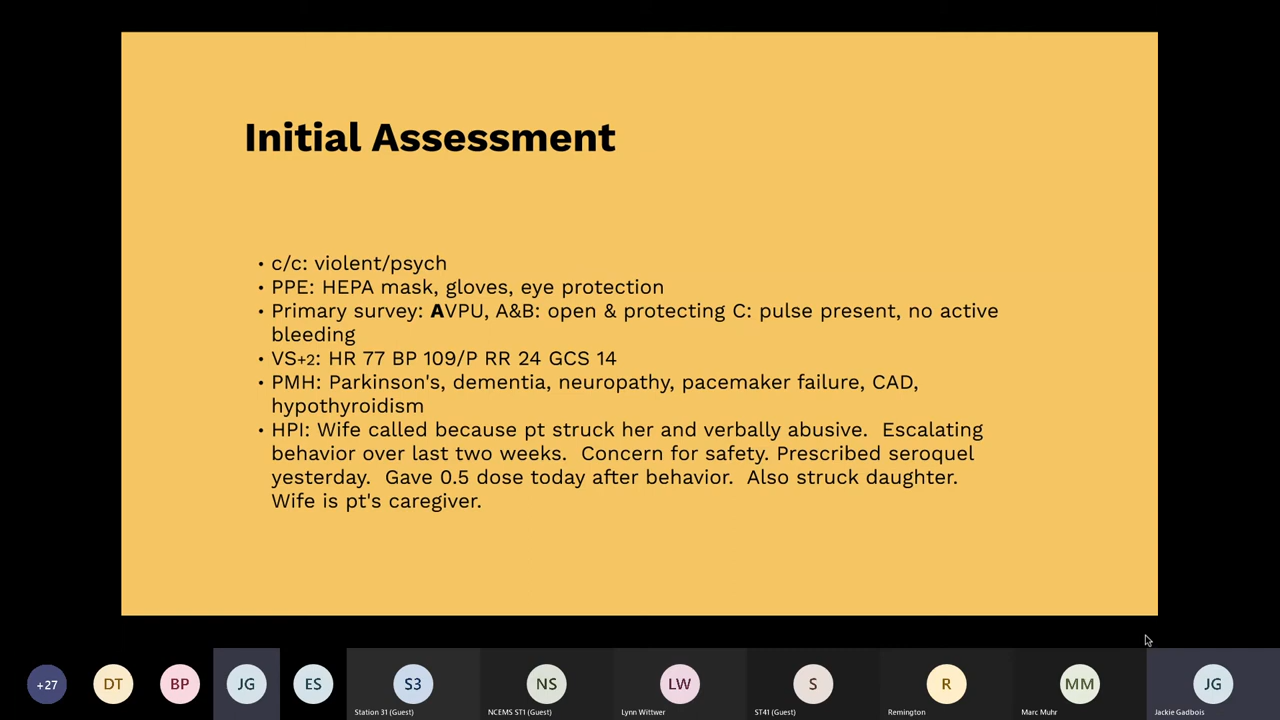 Initial Assessment
• c/c: violent/psych
• PPE: HEPA mask, gloves, eye protection
• Primary survey: AVPU, A&B: open & protecting C: pulse present, no active
bleeding
• VS+2: HR 77 BP 109/P RR 24 GCS 14
• PMH: Parkinson's, dementia, neuropathy, pacemaker failure, CAD,
hypothyroidism
• HPI: Wife called because pt struck her and verbally abusive.  Escalating
behavior over last two weeks.  Concern for safety. Prescribed seroquel
yesterday.  Gave 0.5 dose today after behavior.  Also struck daughter.
Wife is pt's caregiver.
+27 DT BP JG ES S3 NS LW S R MM JG
Station 31 (Guest) NCEMS ST1 (Guest) Lynn Wittwer ST41 (Guest) Remington Marc Muhr Jackie Gadbois